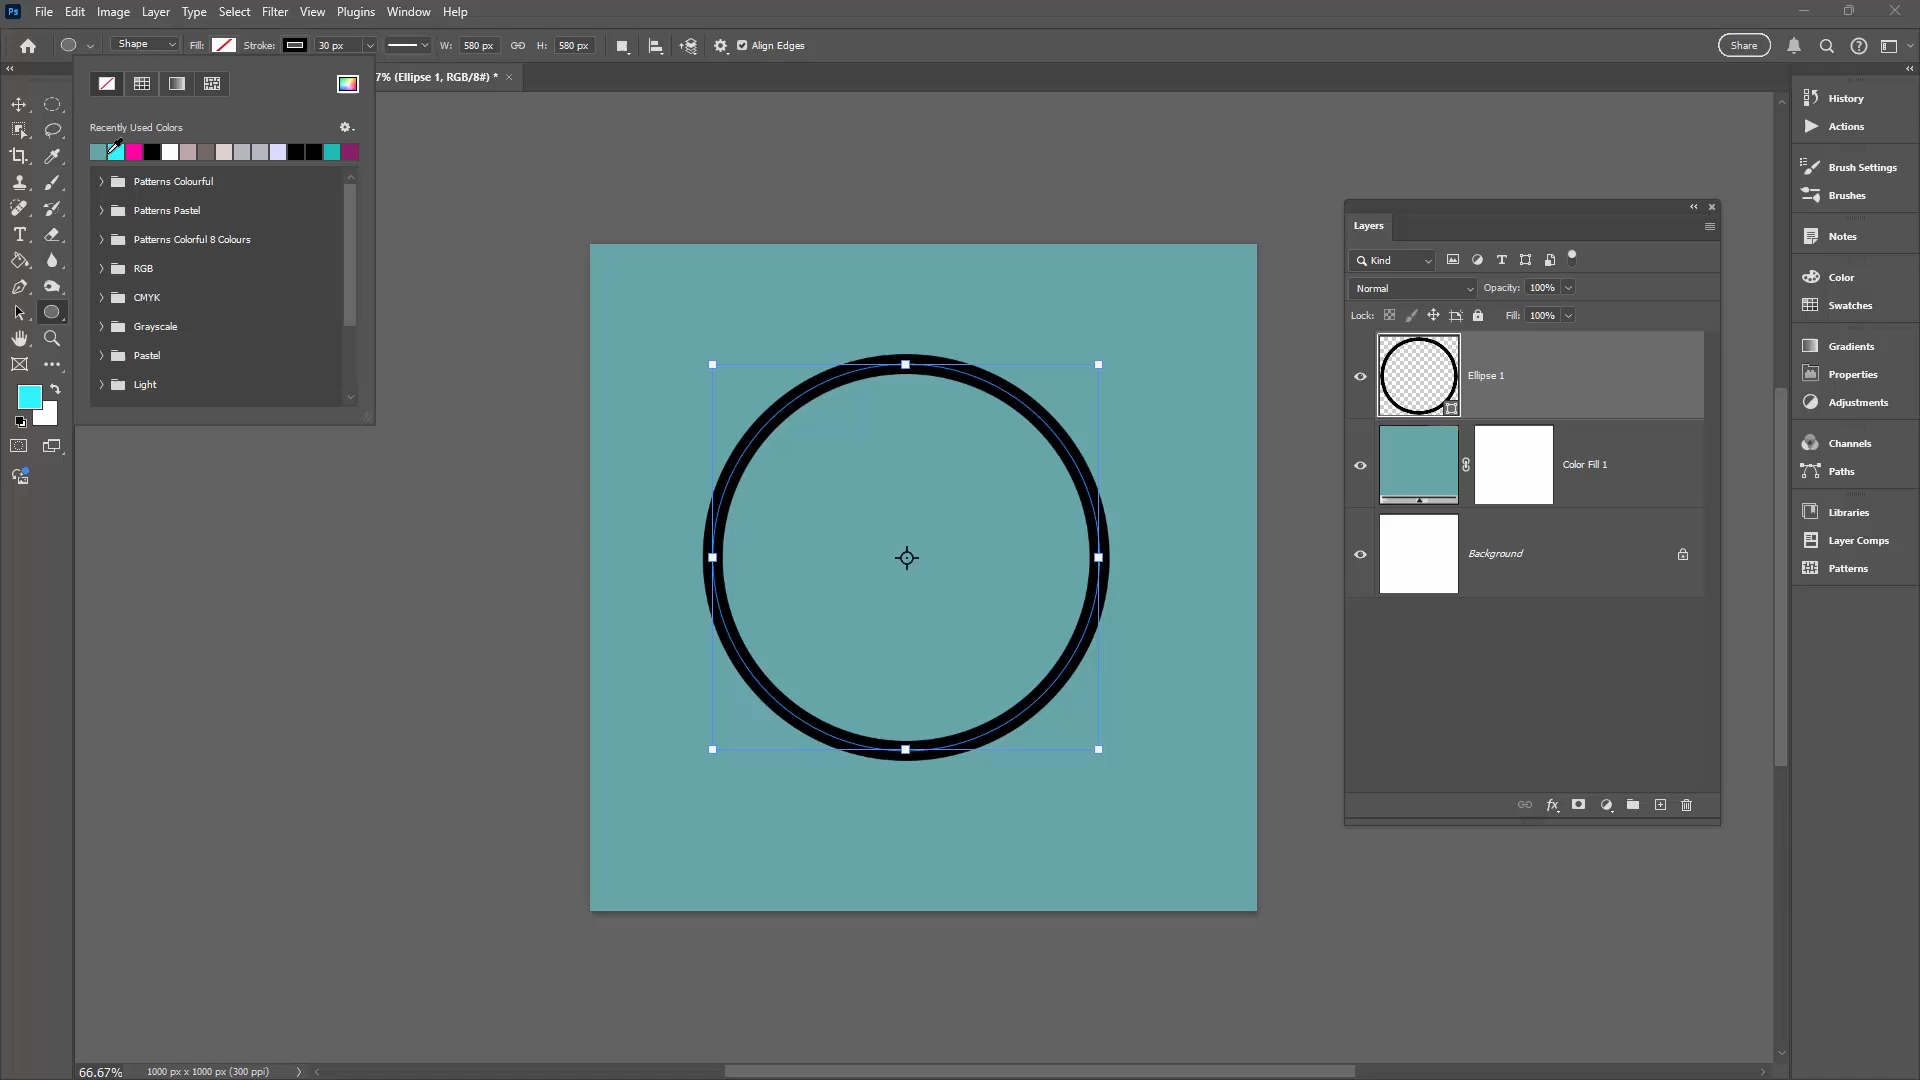 Ps File Edit Image Layer Type Select Filter View Plugins Window Help
Shape Fill: Stroke: 30 px W: 580 px H: 580 px Align Edges Share
7% (Ellipse 1, RGB/8#) *
Recently Used Colors
Patterns Colourful
Patterns Pastel
Patterns Colorful 8 Colours
RGB
CMYK
Grayscale
Pastel
Light
Layers
Kind
Normal Opacity: 100%
Lock: Fill: 100%
Ellipse 1
Color Fill 1
Background
fx
History
Actions
Brush Settings
Brushes
Notes
Color
Swatches
Gradients
Properties
Adjustments
Channels
Paths
Libraries
Layer Comps
Patterns
66.67% 1000 px x 1000 px (300 ppi)